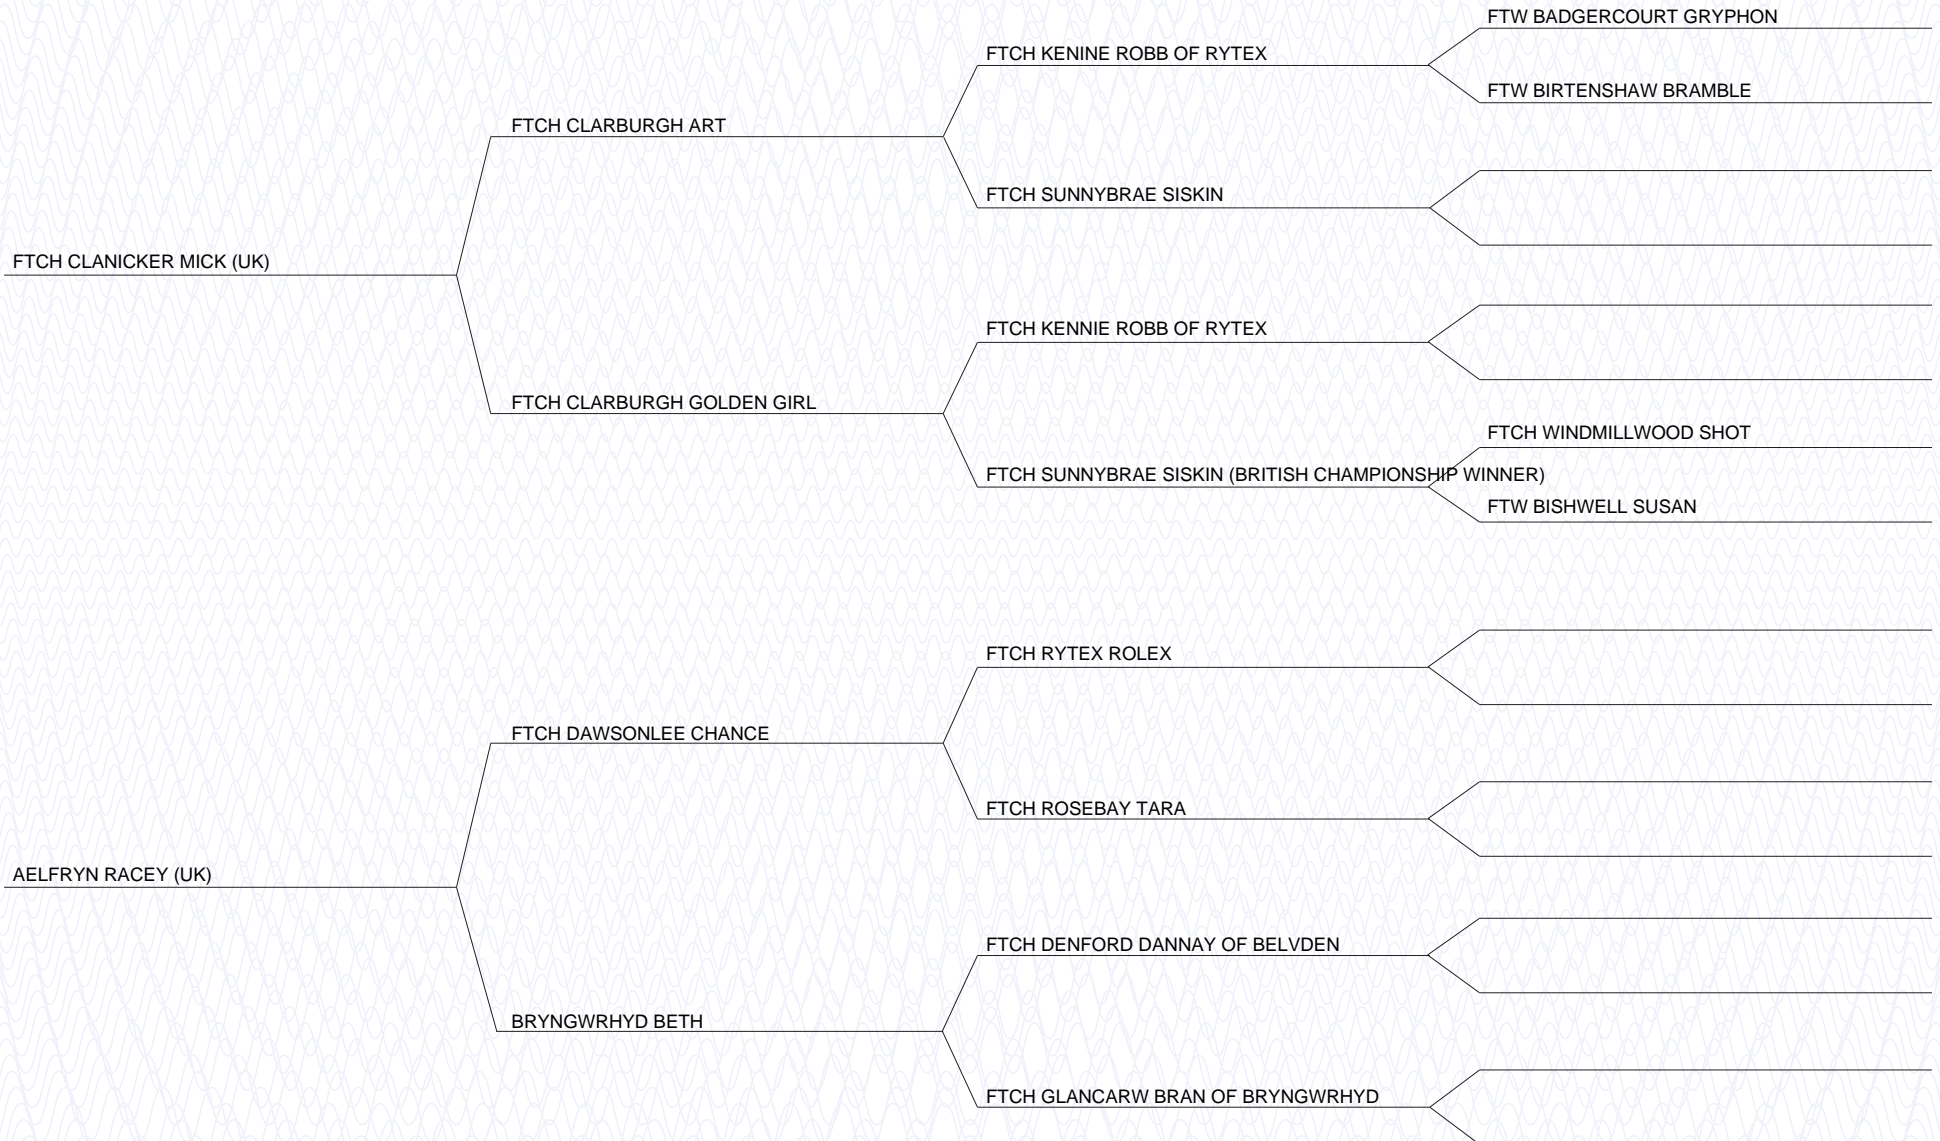 FTW BADGERCOURT GRYPHON
FTCH KENINE ROBB OF RYTEX
FTW BIRTENSHAW BRAMBLE
FTCH CLARBURGH ART
FTCH SUNNYBRAE SISKIN
FTCH CLANICKER MICK (UK)
FTCH KENNIE ROBB OF RYTEX
FTCH CLARBURGH GOLDEN GIRL
FTCH WINDMILLWOOD SHOT
FTCH SUNNYBRAE SISKIN (BRITISH CHAMPIONSHIP WINNER)
FTW BISHWELL SUSAN
FTCH RYTEX ROLEX
FTCH DAWSONLEE CHANCE
FTCH ROSEBAY TARA
AELFRYN RACEY (UK)
FTCH DENFORD DANNAY OF BELVDEN
BRYNGWRHYD BETH
FTCH GLANCARW BRAN OF BRYNGWRHYD